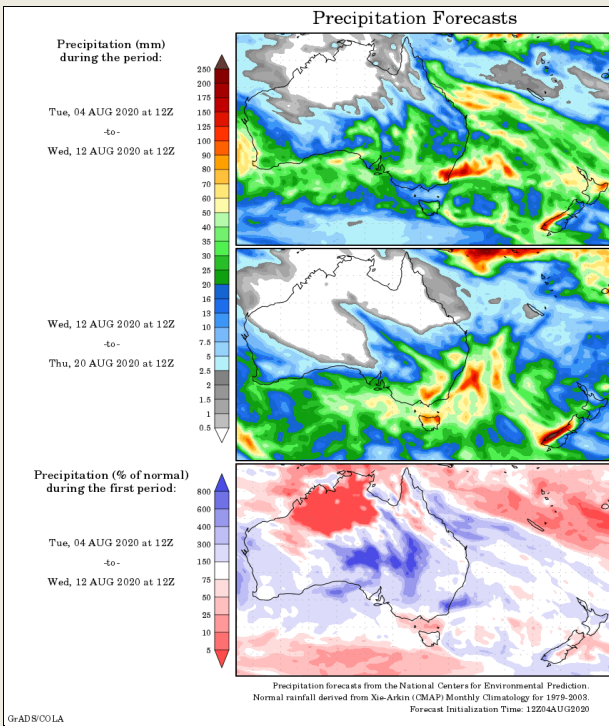 Precipitation Forecasts
Precipitation (mm)
during the period:
Tue, 04 AUG 2020 at 12Z
-to-
Wed, 12 AUG 2020 at 12Z
250
200
175
150
125
100
90
80
70
60
50
40
35
30
25
20
16
13
10
7.5
5
2.5
2
1.5
1
0.5
Wed, 12 AUG 2020 at 12Z
-to-
Thu, 20 AUG 2020 at 12Z
Precipitation (% of normal)
during the first period:
Tue, 04 AUG 2020 at 12Z
-to-
Wed, 12 AUG 2020 at 12Z
800
600
400
300
150
75
50
25
10
5
Precipitation forecasts from the National Centers for Environmental Prediction.
Normal rainfall derived from Xie-Arkin (CMAP) Monthly Climatology for 1979-2003.
Forecast Initialization Time: 12Z04AUG2020
GrADS/COLA